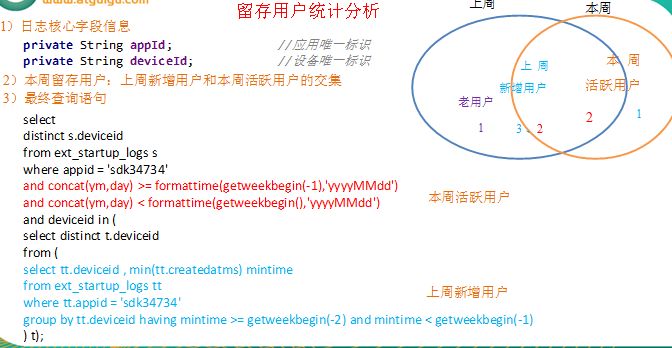 www.atguigu.com
留存用户统计分析
1）日志核心字段信息
private String appId; //应用唯一标识
private String deviceId; //设备唯一标识
2）本周留存用户：上周新增用户和本周活跃用户的交集
3）最终查询语句
select
distinct s.deviceid
from ext_startup_logs s
where appid = 'sdk34734'
and concat(ym,day) >= formattime(getweekbegin(-1),'yyyyMMdd')
and concat(ym,day) < formattime(getweekbegin(),'yyyyMMdd')
and deviceid in (
select distinct t.deviceid
from (
select tt.deviceid , min(tt.createdatms) mintime
from ext_startup_logs tt
where tt.appid = 'sdk34734'
group by tt.deviceid having mintime >= getweekbegin(-2) and mintime < getweekbegin(-1)
) t);
本周活跃用户
上周新增用户
上周
本周
上 周
新增用户
本 周
活跃用户
老用户
1
3
2
2
1